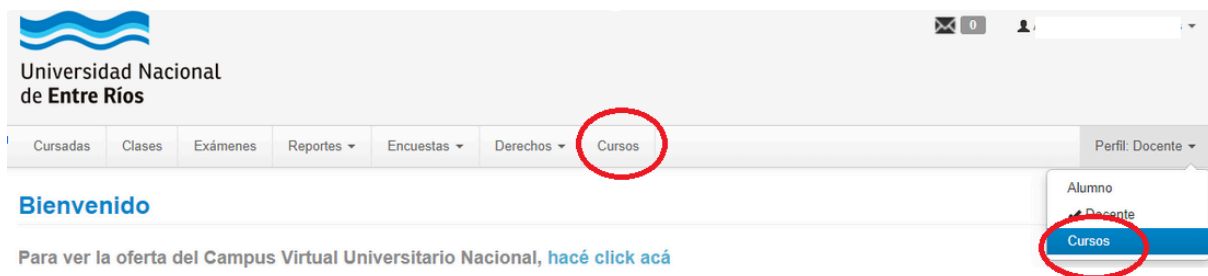 0
Universidad Nacional
de Entre Ríos
Cursadas Clases Exámenes Reportes Encuestas Derechos Cursos Perfil: Docente
Alumno
Docente
Cursos
Bienvenido
Para ver la oferta del Campus Virtual Universitario Nacional, hacé click acá